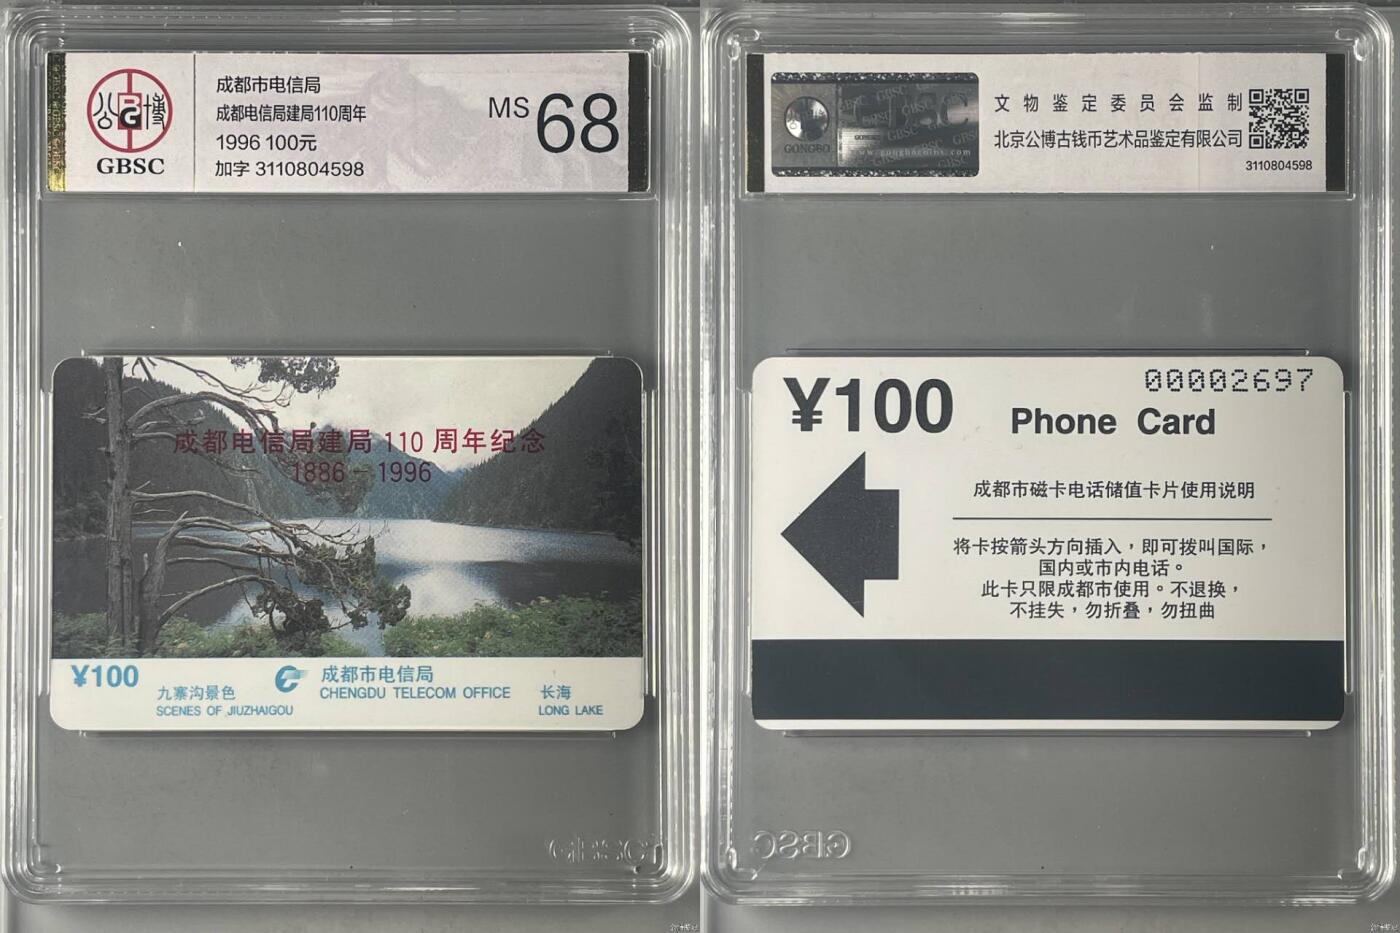 公博
GBSC
成都市电信局
成都电信局建局110周年
1996 100元
加字 3110804598
MS 68
成都电信局建局 110 周年纪念
1886 - 1996
¥100
九寨沟景色
SCENES OF JIUZHAIGOU
成都市电信局
CHENGDU TELECOM OFFICE
长海
LONG LAKE
GONGBO
GBSC
www.gongbocoins.com
文物鉴定委员会监制
北京公博古钱币艺术品鉴定有限公司
3110804598
¥100
00002697
Phone Card
成都市磁卡电话储值卡片使用说明
将卡按箭头方向插入，即可拨叫国际，
国内或市内电话。
此卡只限成都市使用。不退换，
不挂失，勿折叠，勿扭曲
GBSC